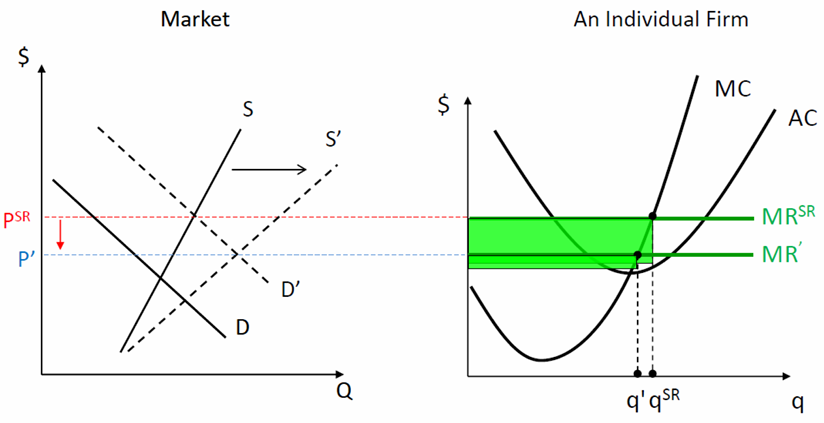 Market
$
S
S’
P^SR
P’
D’
D
Q
An Individual Firm
$
MC
AC
MR^SR
MR^′
q'
q^SR
q